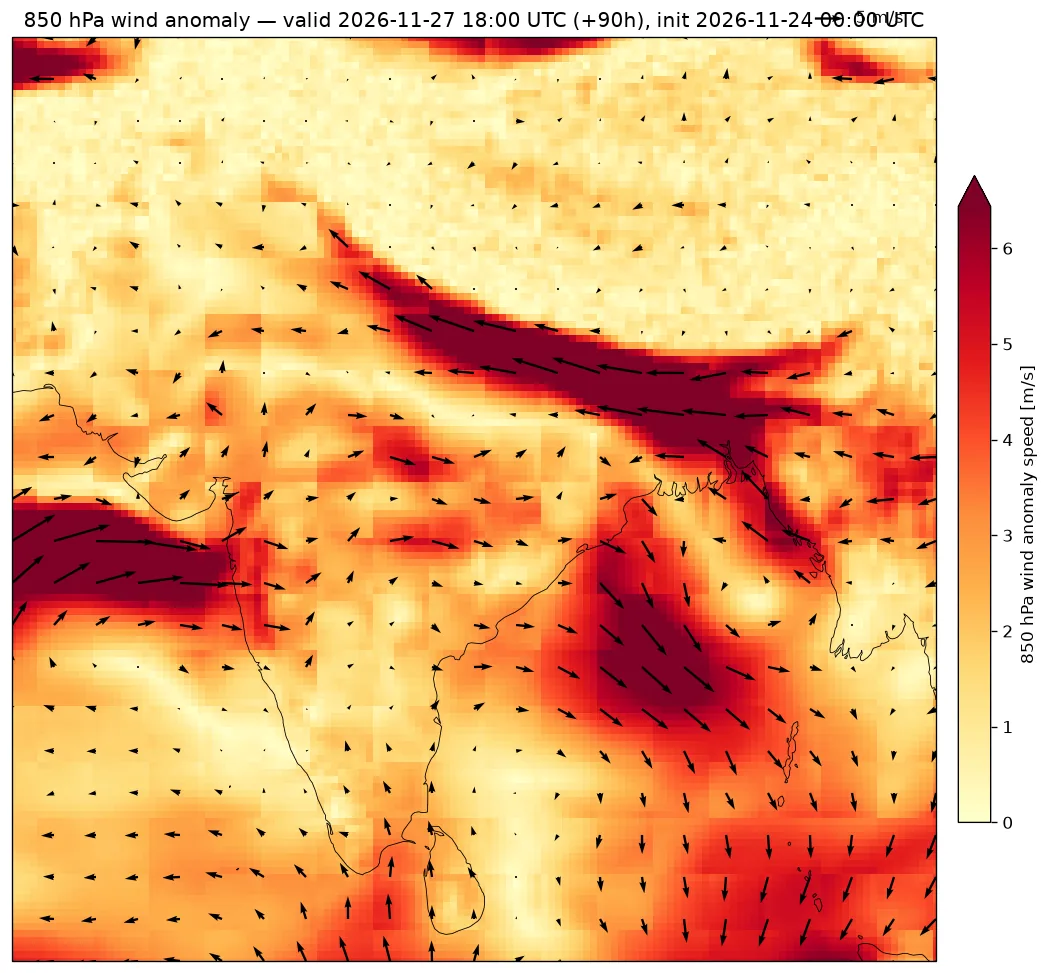 850 hPa wind anomaly — valid 2026-11-27 18:00 UTC (+90h), init 2026-11-24 00:00 UTC
5 m/s
6
5
4
3
2
1
0
850 hPa wind anomaly speed [m/s]